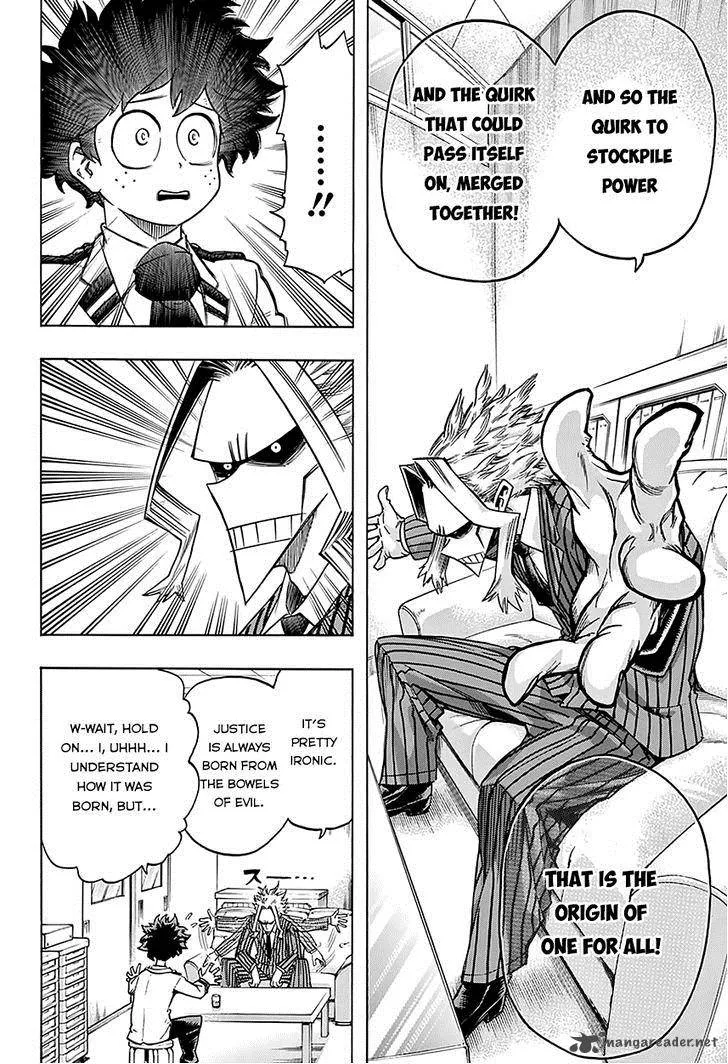 AND SO THE
QUIRK TO
STOCKPILE
POWER
AND THE QUIRK
THAT COULD
PASS ITSELF
ON, MERGED
TOGETHER!
THAT IS THE
ORIGIN OF
ONE FOR ALL!
......!!
IT'S
PRETTY
IRONIC.
JUSTICE
IS ALWAYS
BORN FROM
THE BOWELS
OF EVIL.
W-WAIT, HOLD
ON... I, UHHH... I
UNDERSTAND
HOW IT WAS
BORN, BUT...
スー……
mangareader.net